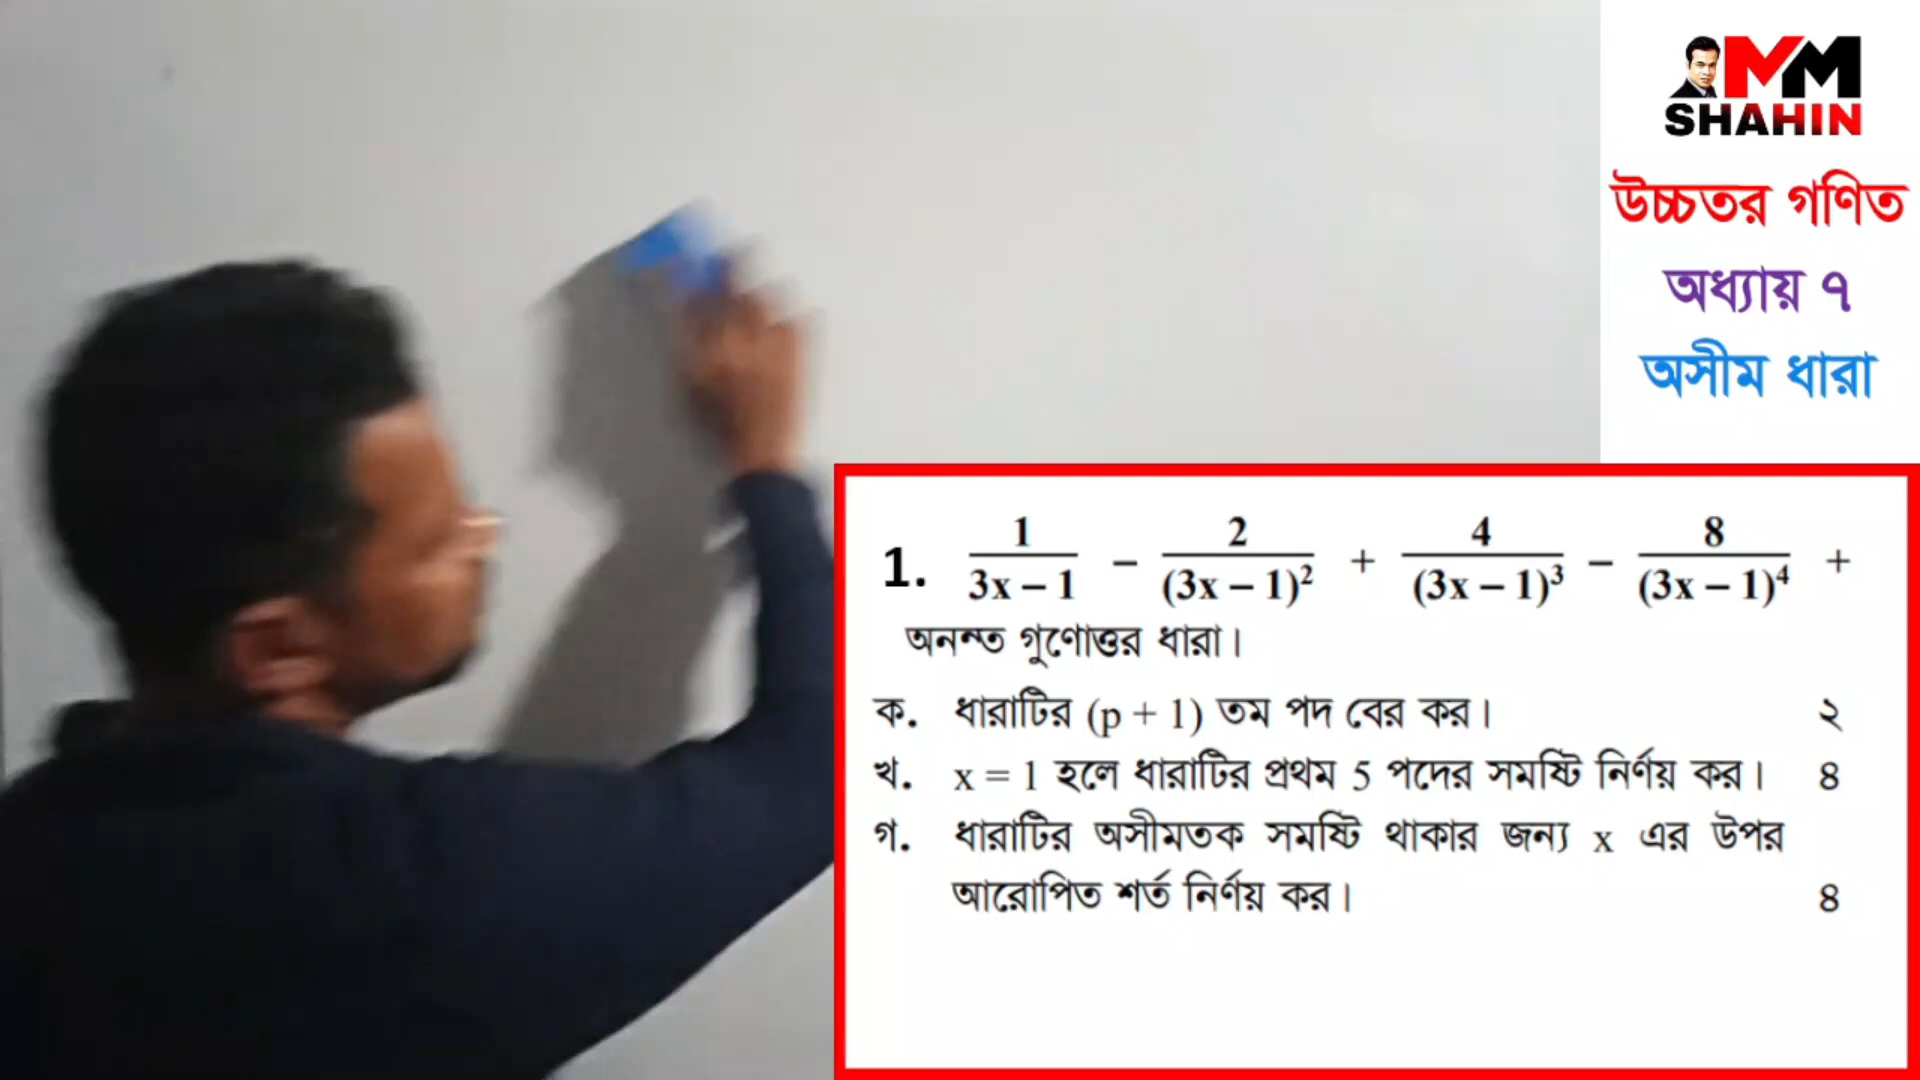 MM
SHAHIN
উচ্চতর গণিত
অধ্যায় ৭
অসীম ধারা
1. 1/(3x – 1) – 2/(3x – 1)² + 4/(3x – 1)³ – 8/(3x – 1)⁴ +
অনন্ত গুণোত্তর ধারা।
ক. ধারাটির (p + 1) তম পদ বের কর। ২
খ. x = 1 হলে ধারাটির প্রথম 5 পদের সমষ্টি নির্ণয় কর। ৪
গ. ধারাটির অসীমতক সমষ্টি থাকার জন্য x এর উপর
আরোপিত শর্ত নির্ণয় কর। ৪